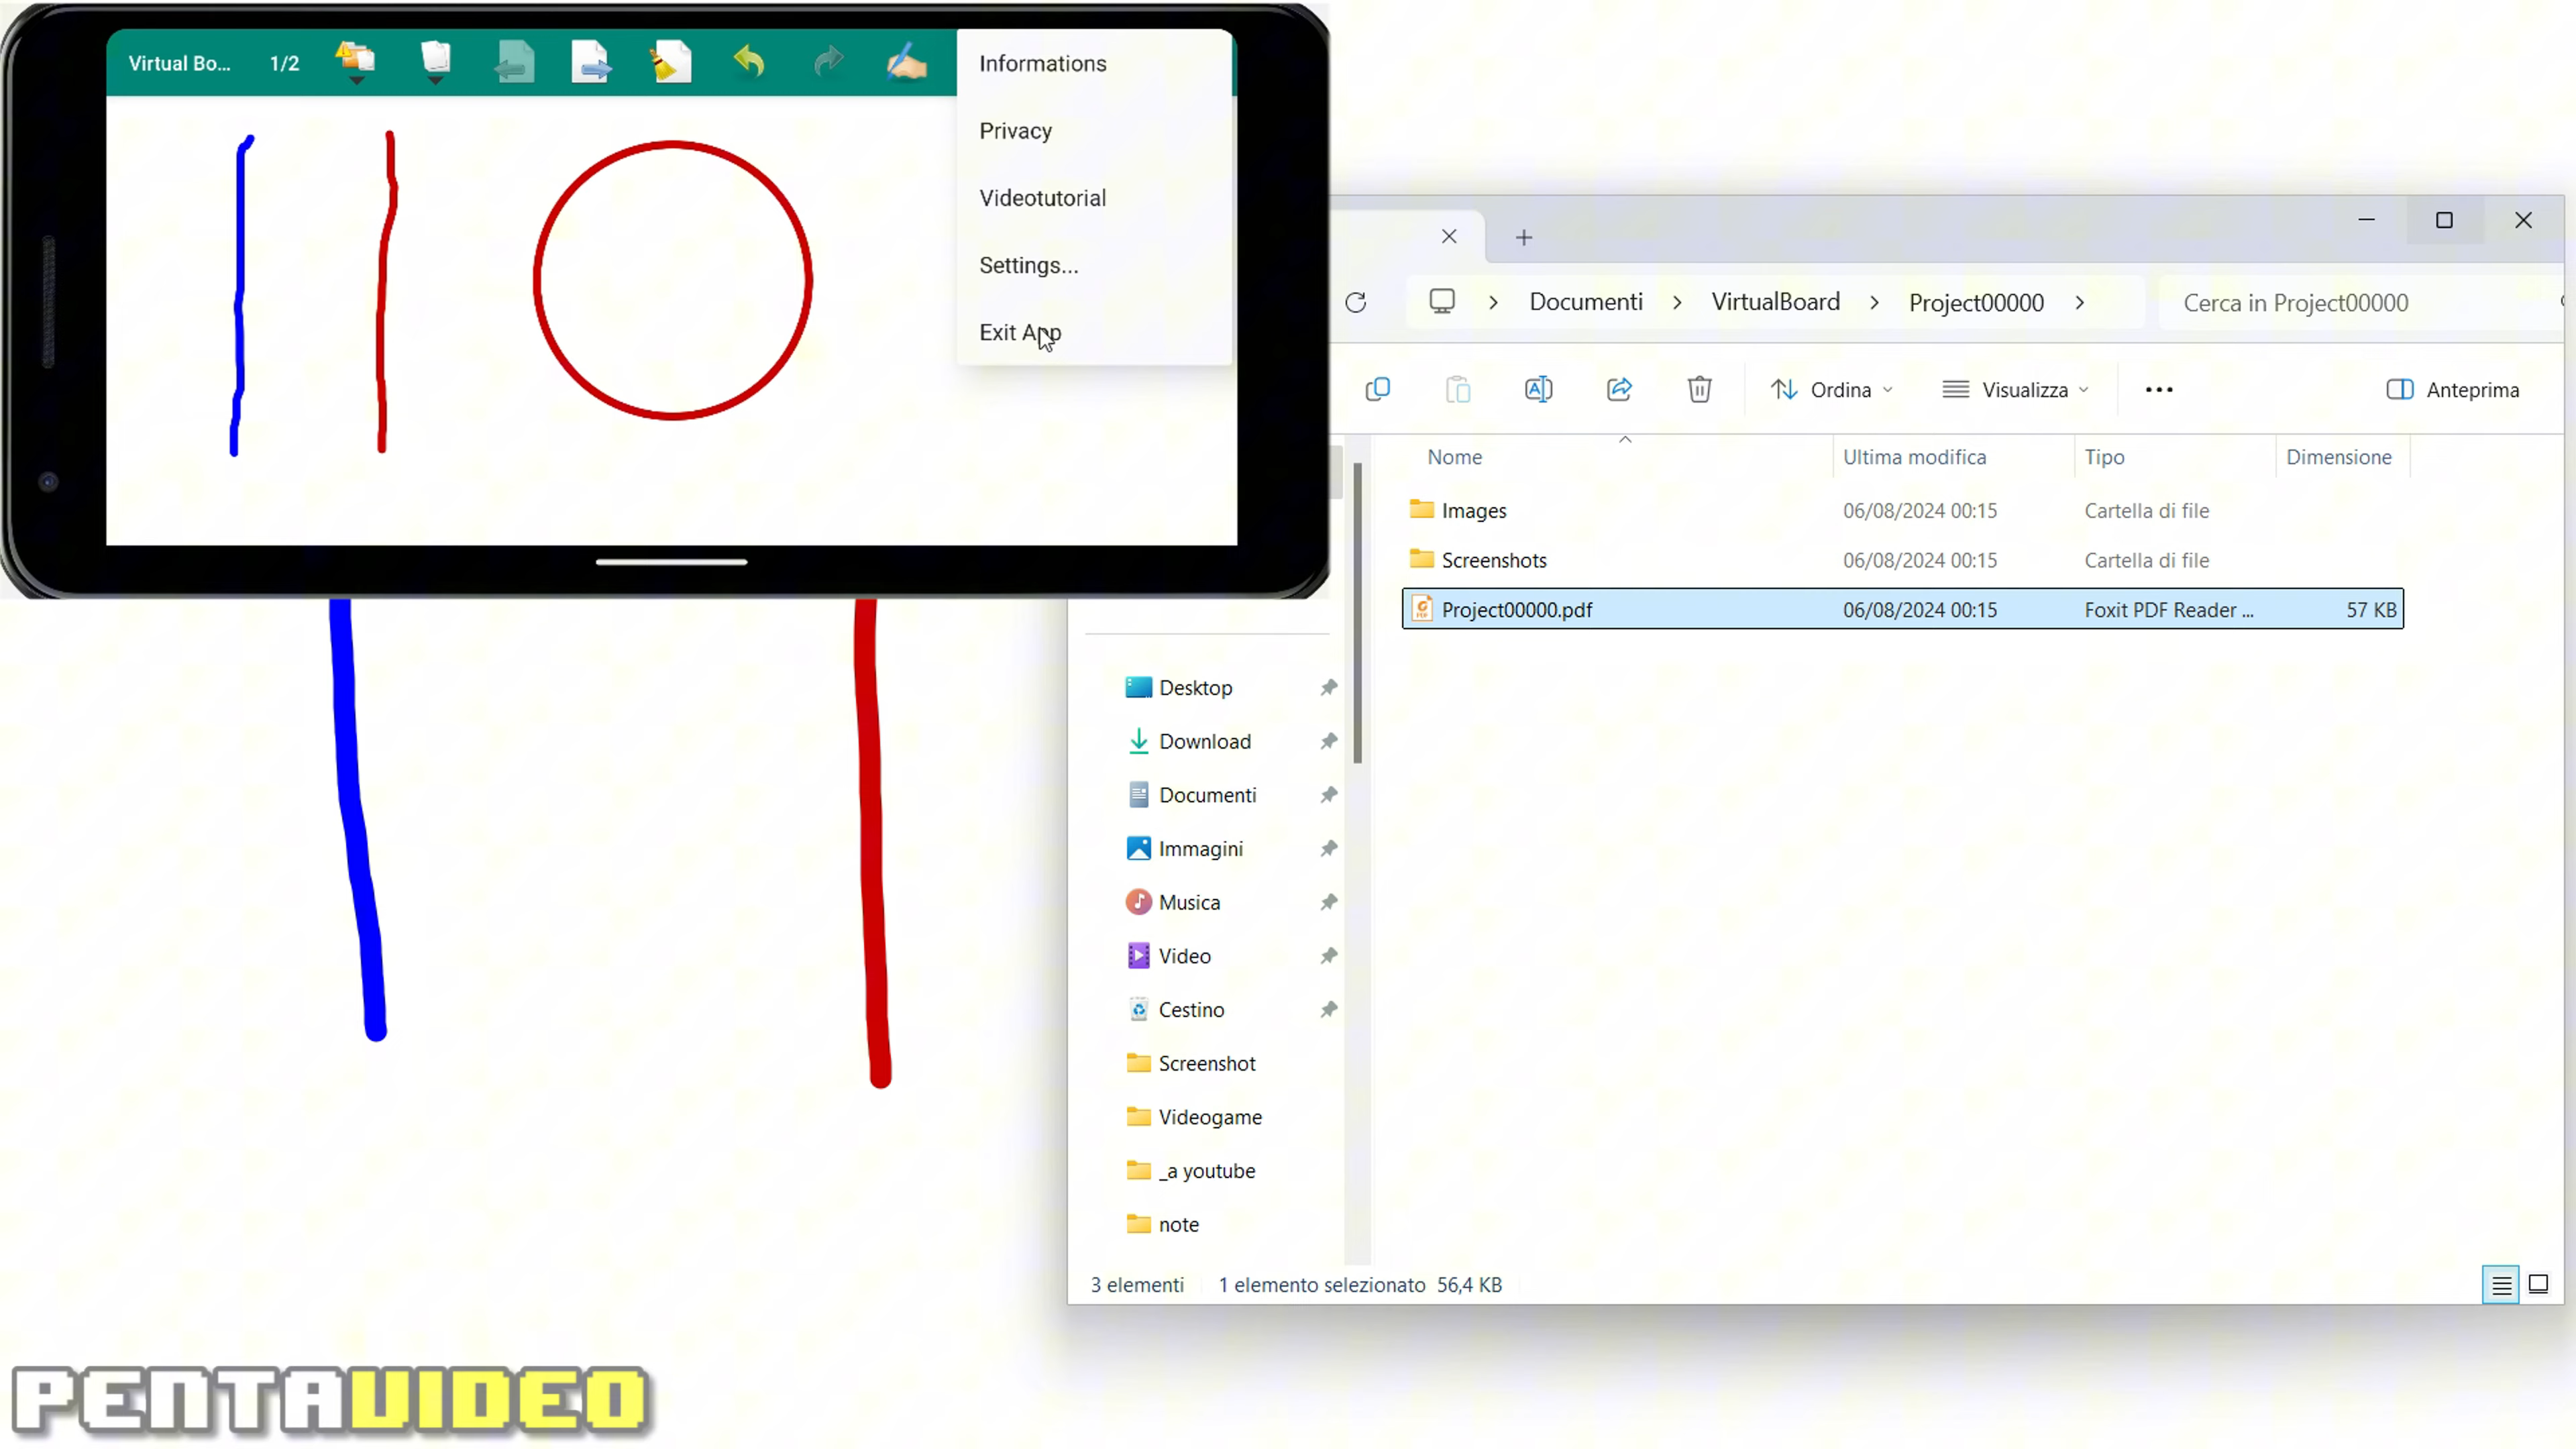 Virtual Bo... 1/2
Informations
Privacy
Videotutorial
Settings...
Exit App
Documenti
VirtualBoard
Project00000
Cerca in Project00000
Ordina
Visualizza
Anteprima
Nome Ultima modifica Tipo Dimensione
Images 06/08/2024 00:15 Cartella di file
Screenshots 06/08/2024 00:15 Cartella di file
Project00000.pdf 06/08/2024 00:15 Foxit PDF Reader ... 57 KB
Desktop
Download
Documenti
Immagini
Musica
Video
Cestino
Screenshot
Videogame
_a youtube
note
3 elementi 1 elemento selezionato 56,4 KB
PENTAVIDEO